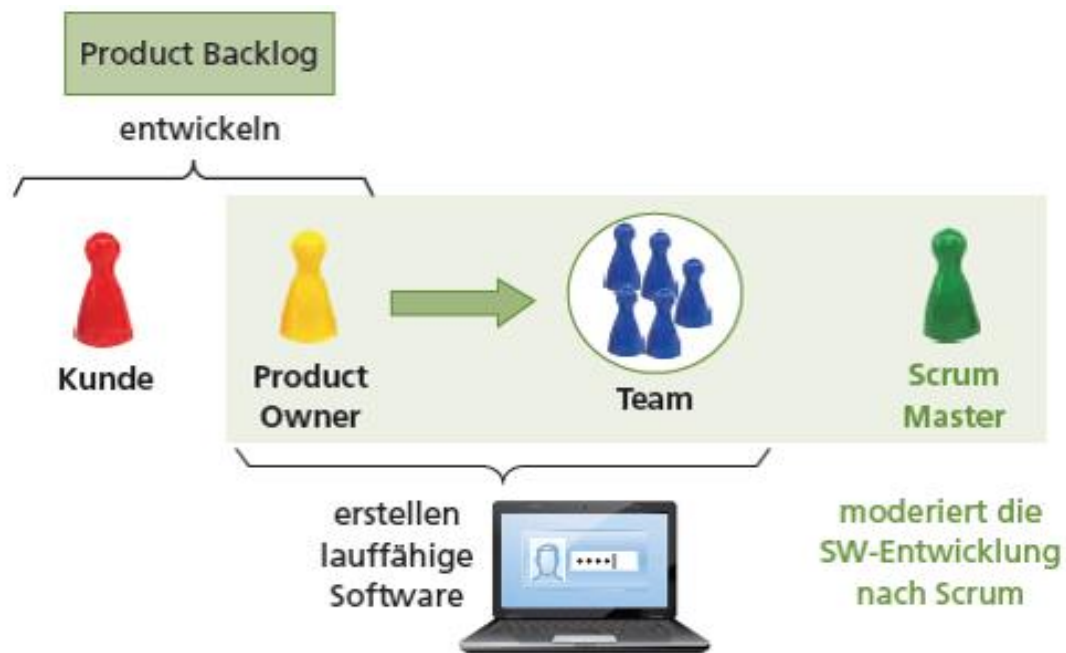 Product Backlog
entwickeln
Kunde
Product
Owner
Team
Scrum
Master
erstellen
lauffähige
Software
++++|
moderiert die
SW-Entwicklung
nach Scrum